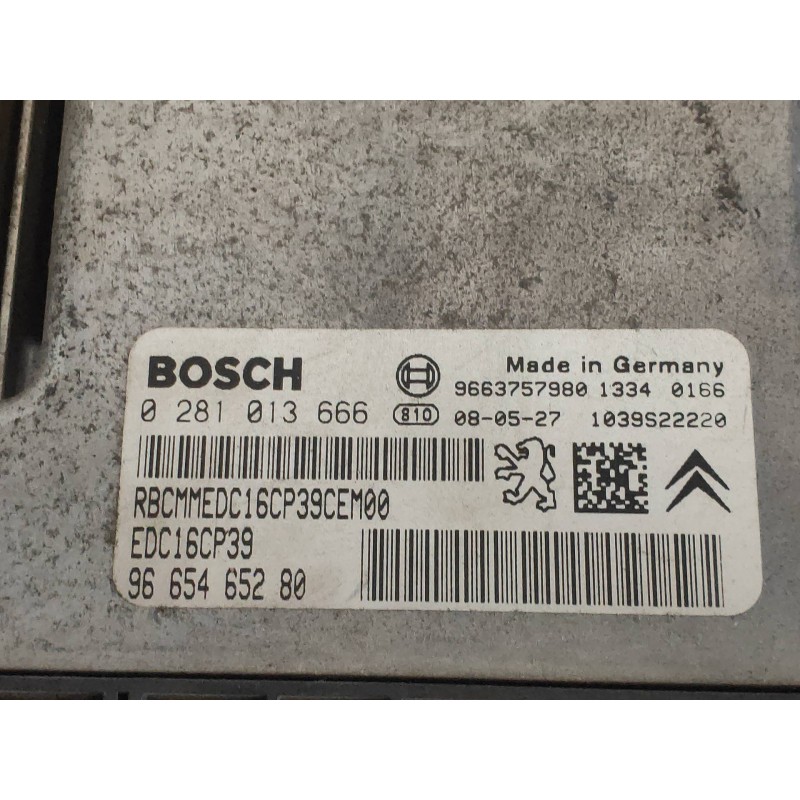 BOSCH
Made in Germany
9663757980 1334 0166
0 281 013 666
810 08-05-27 1039S22220
RBCMMEDC16CP39CEM00
EDC16CP39
96 654 652 80